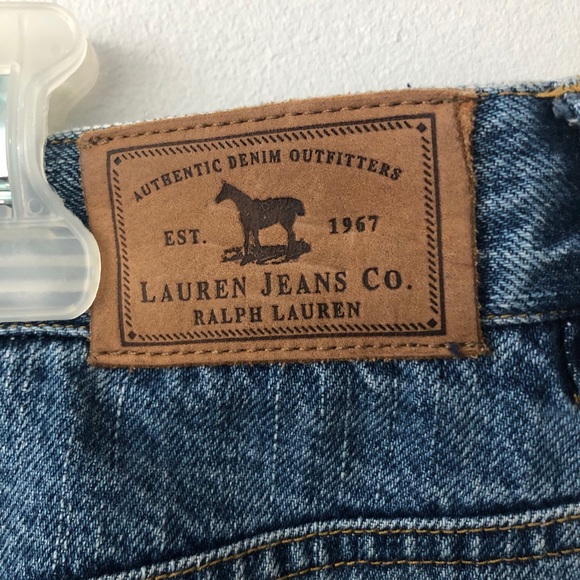 AUTHENTIC DENIM OUTFITTERS
EST. 1967
LAUREN JEANS CO.
RALPH LAUREN